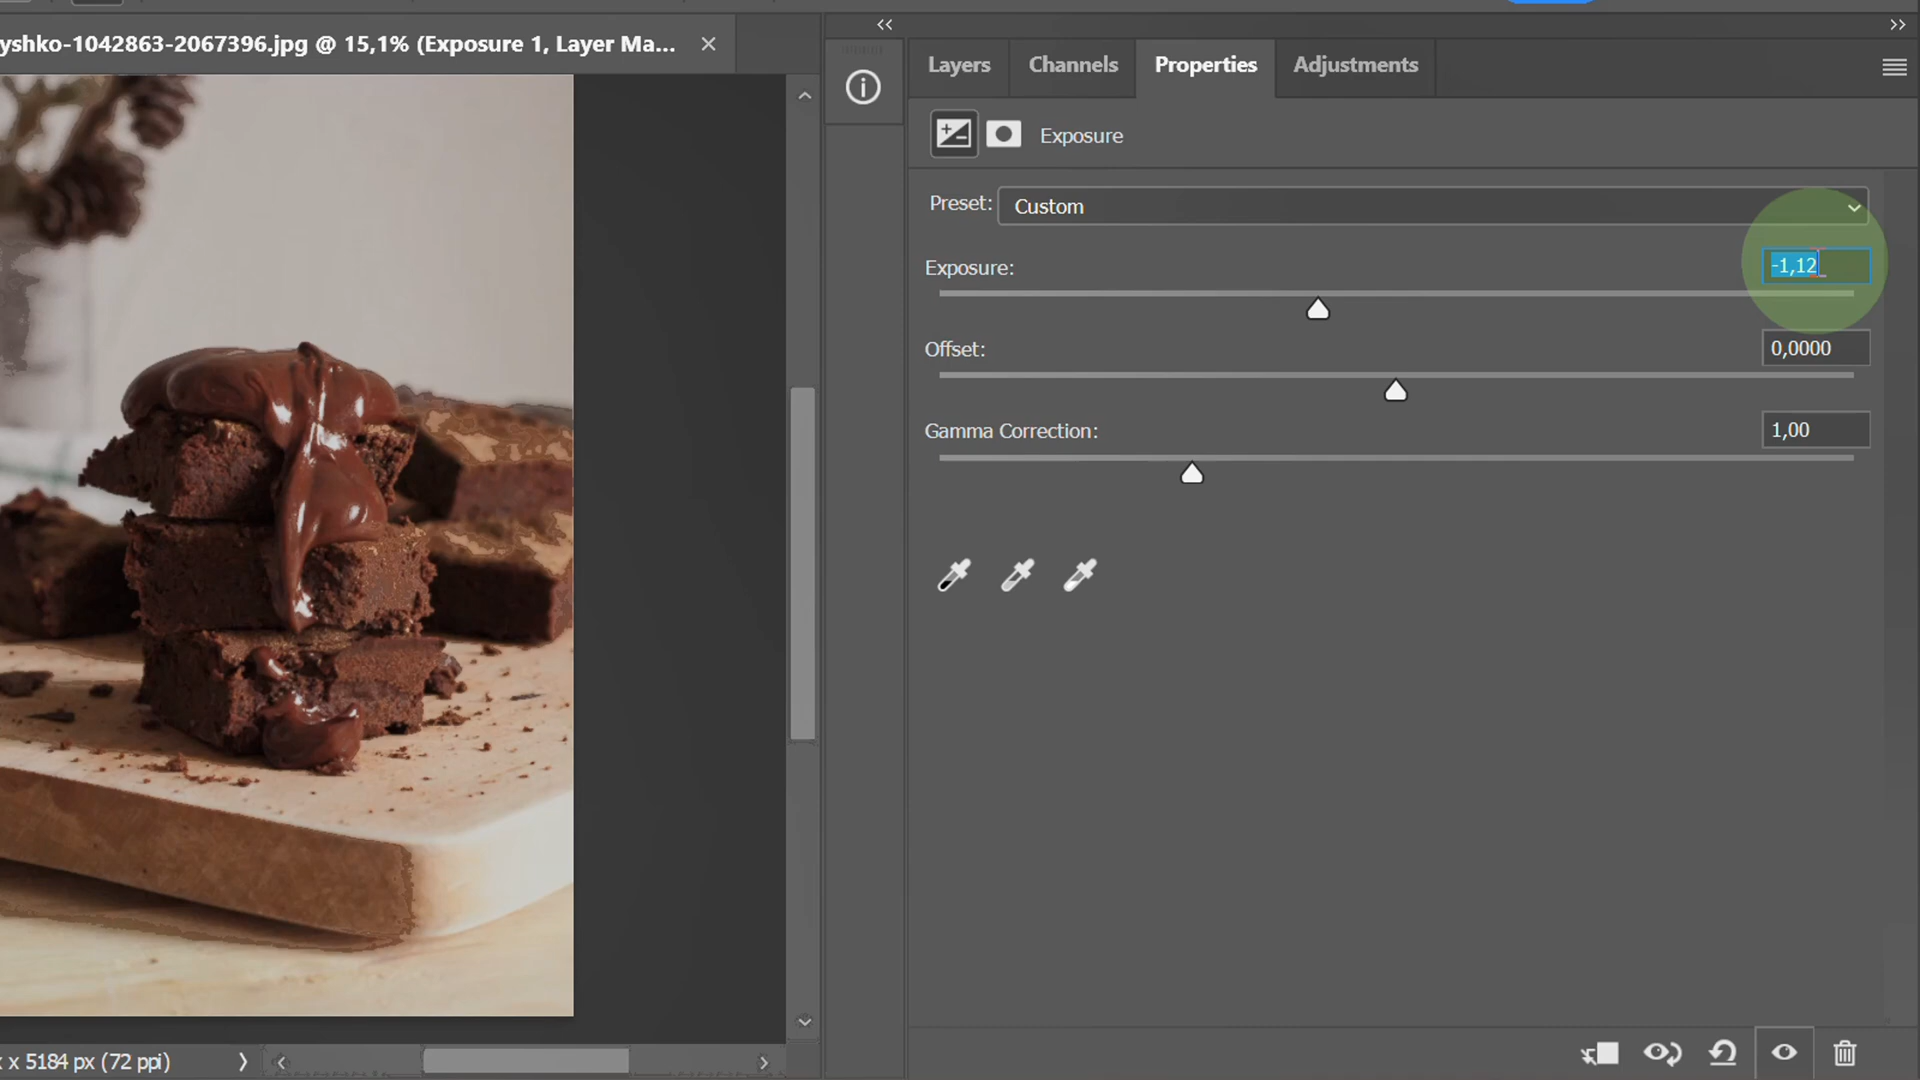 yshko-1042863-2067396.jpg @ 15,1% (Exposure 1, Layer Ma...
Layers
Channels
Properties
Adjustments
Exposure
Preset:
Custom
Exposure:
-1,12
Offset:
0,0000
Gamma Correction:
1,00
x 5184 px (72 ppi)